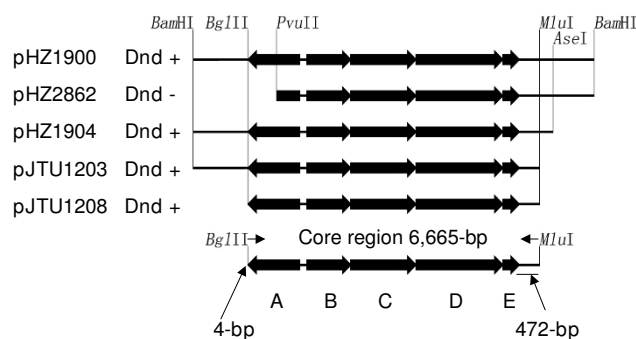 BamHI BglII PvuII MluI BamHI
AseI
pHZ1900 Dnd +
pHZ2862 Dnd -
pHZ1904 Dnd +
pJTU1203 Dnd +
pJTU1208 Dnd +
BglII Core region 6,665-bp MluI
A B C D E
4-bp 472-bp